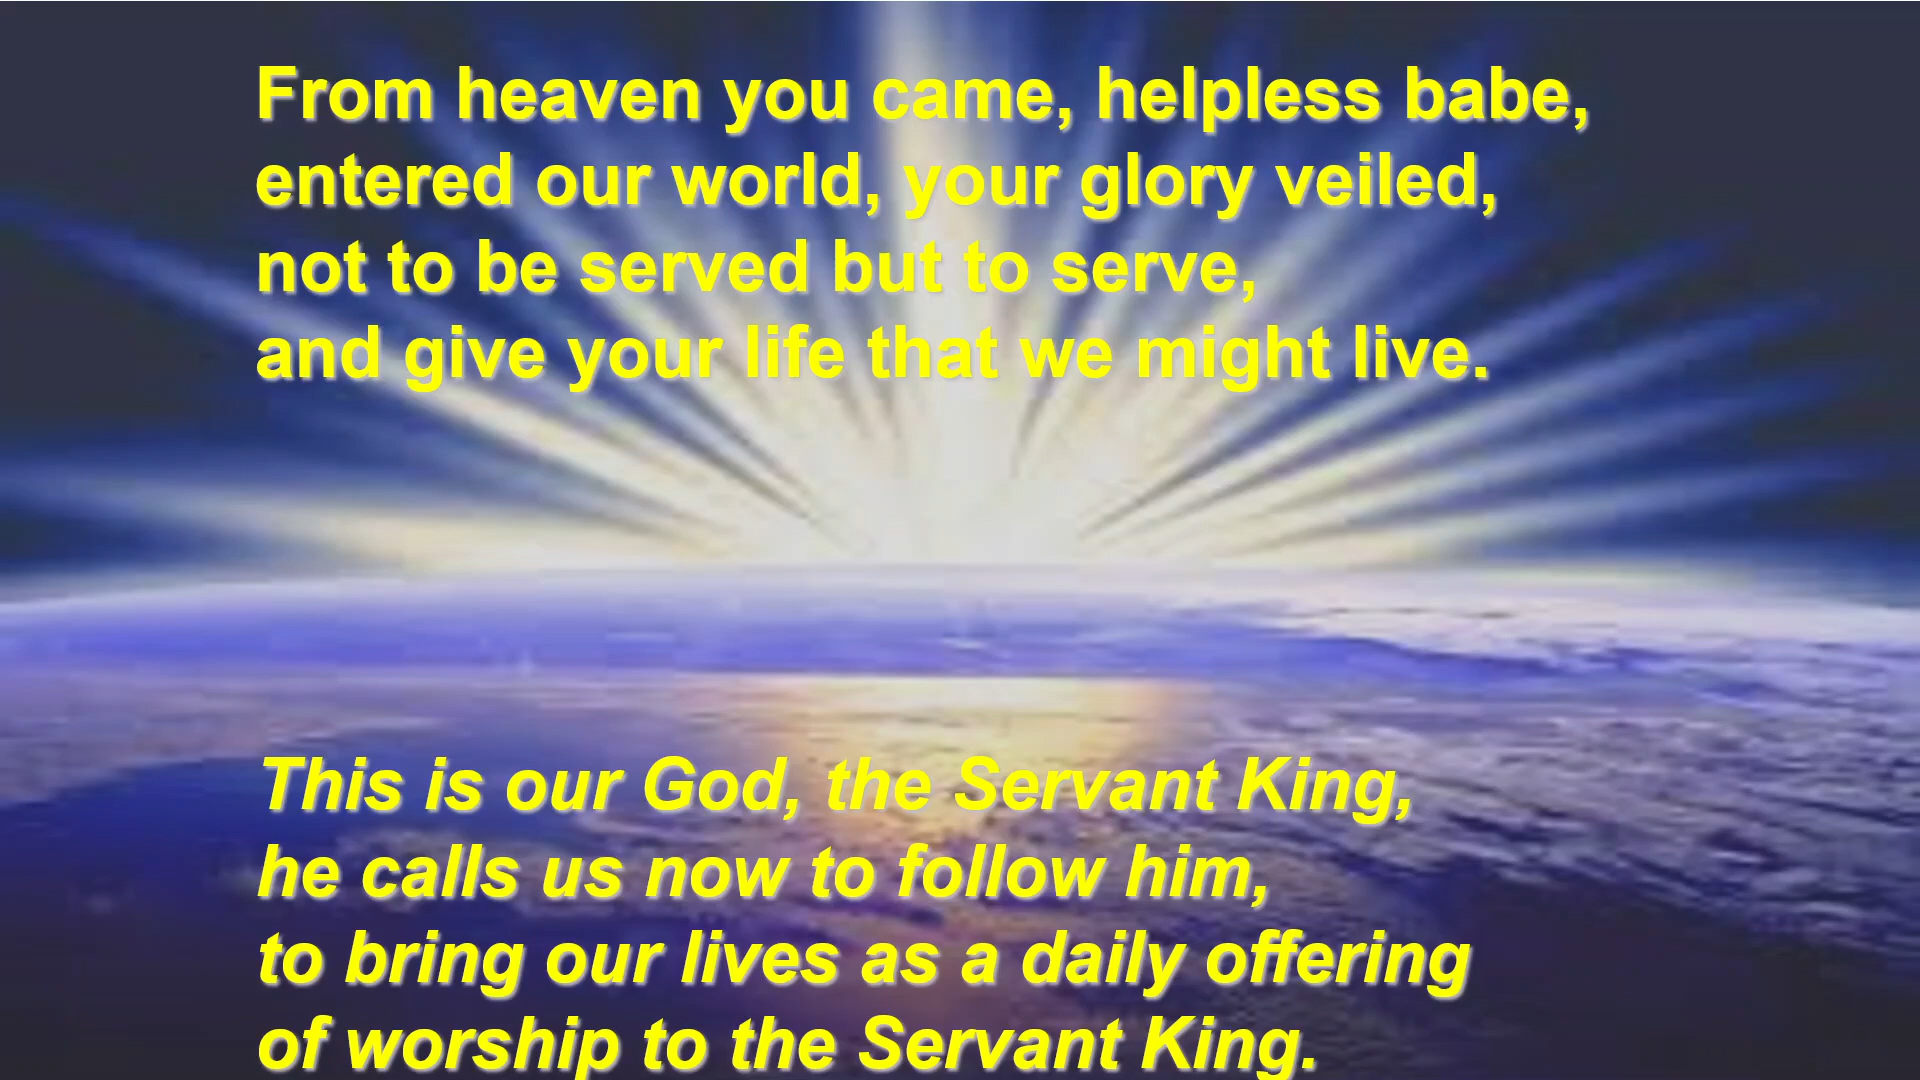 From heaven you came, helpless babe,
entered our world, your glory veiled,
not to be served but to serve,
and give your life that we might live.
This is our God, the Servant King,
he calls us now to follow him,
to bring our lives as a daily offering
of worship to the Servant King.